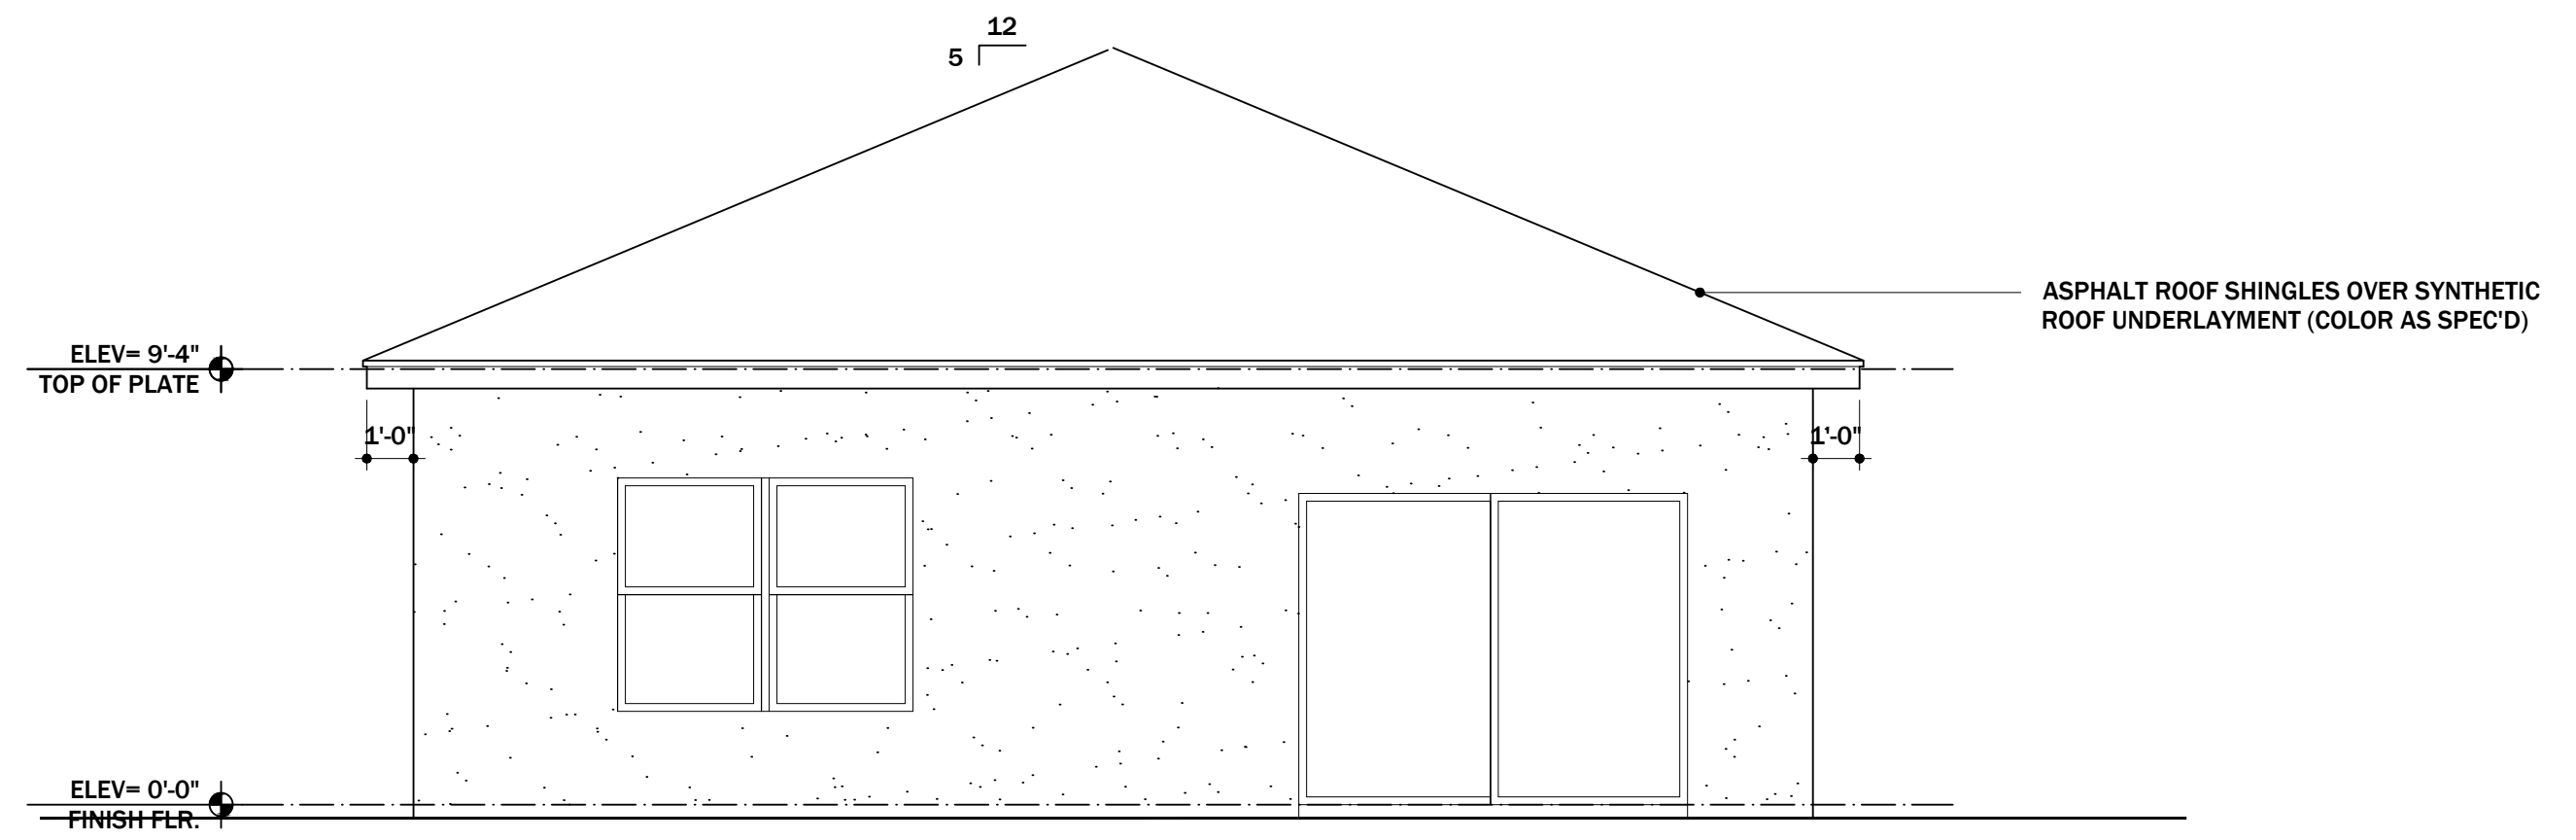 12
5
ASPHALT ROOF SHINGLES OVER SYNTHETIC
ROOF UNDERLAYMENT (COLOR AS SPEC'D)
ELEV= 9'-4"
TOP OF PLATE
1'-0"
1'-0"
ELEV= 0'-0"
FINISH FLR.